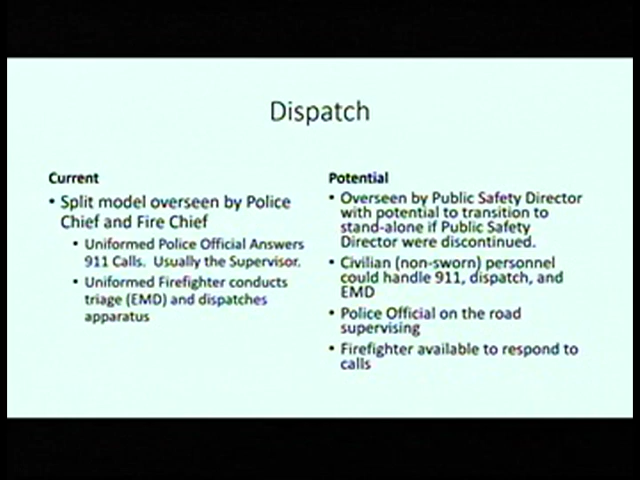 Dispatch
Current
• Split model overseen by Police
Chief and Fire Chief
• Uniformed Police Official Answers
911 Calls. Usually the Supervisor.
• Uniformed Firefighter conducts
triage (EMD) and dispatches
apparatus
Potential
• Overseen by Public Safety Director
with potential to transition to
stand-alone if Public Safety
Director were discontinued.
• Civilian (non-sworn) personnel
could handle 911, dispatch, and
EMD
• Police Official on the road
supervising
• Firefighter available to respond to
calls